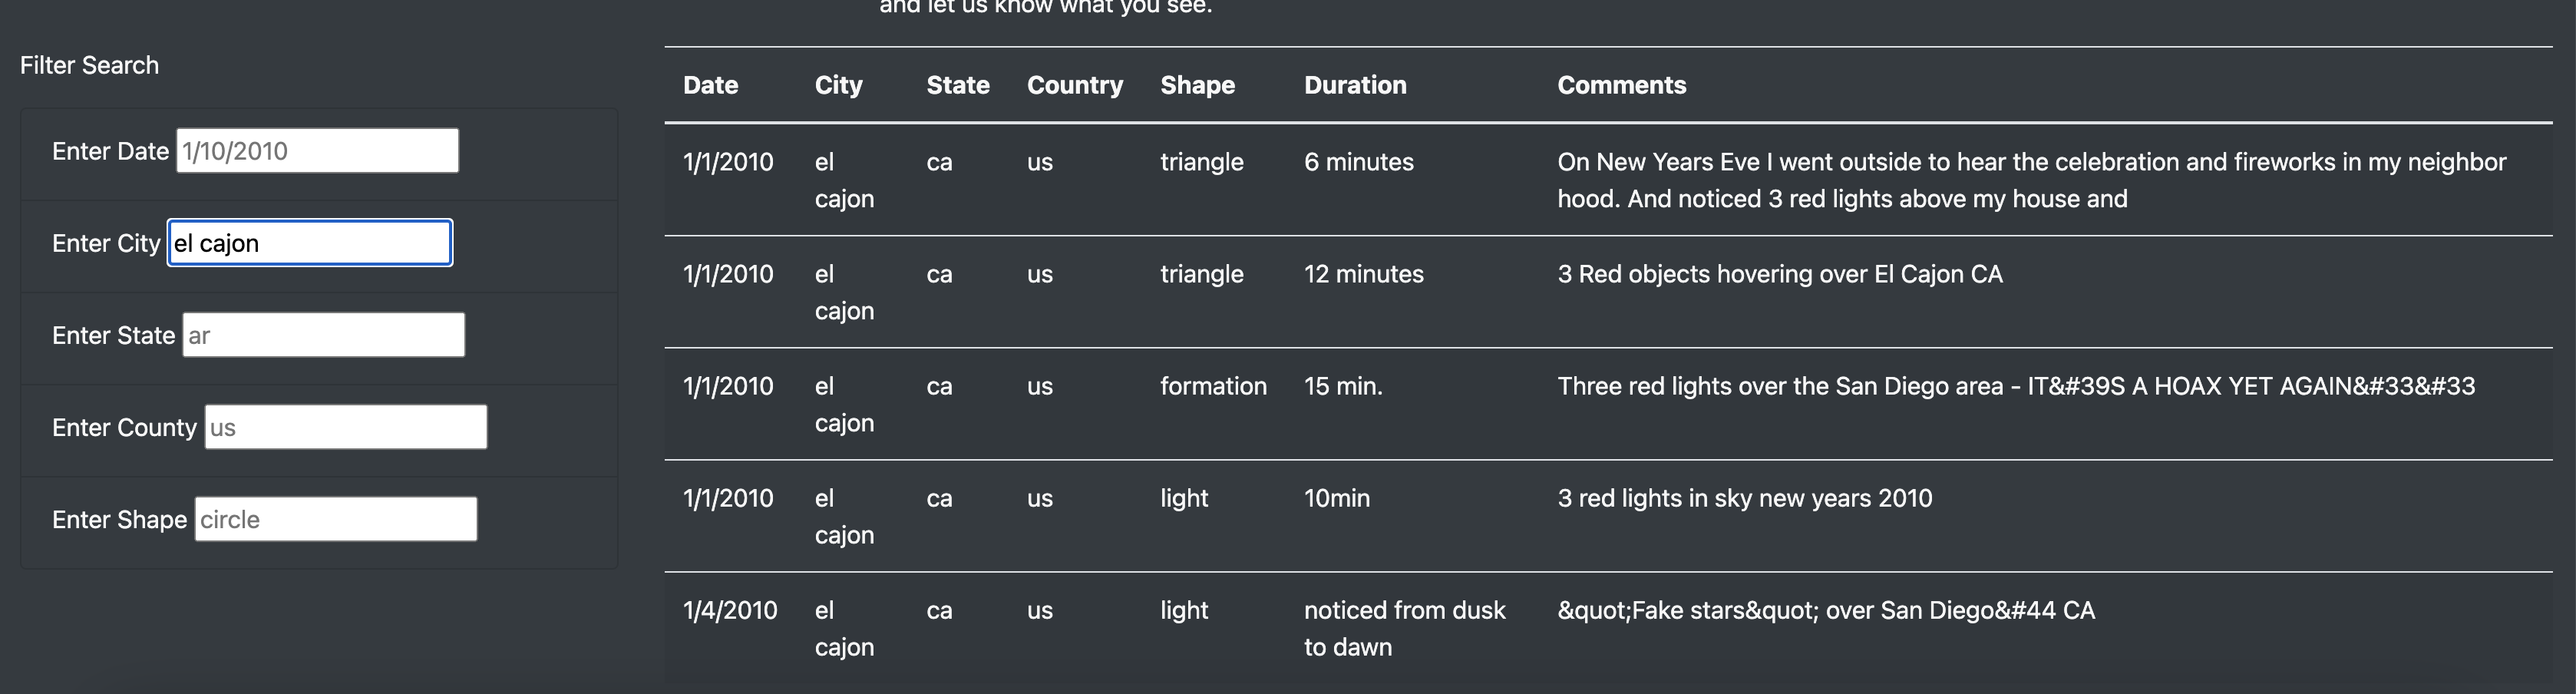 and let us know what you see.
Filter Search
Enter Date 1/10/2010
Enter City el cajon
Enter State ar
Enter County us
Enter Shape circle
Date City State Country Shape Duration Comments
1/1/2010 el cajon ca us triangle 6 minutes On New Years Eve I went outside to hear the celebration and fireworks in my neighbor
hood. And noticed 3 red lights above my house and
1/1/2010 el cajon ca us triangle 12 minutes 3 Red objects hovering over El Cajon CA
1/1/2010 el cajon ca us formation 15 min. Three red lights over the San Diego area - IT&#39S A HOAX YET AGAIN&#33&#33
1/1/2010 el cajon ca us light 10min 3 red lights in sky new years 2010
1/4/2010 el cajon ca us light noticed from dusk to dawn &quot;Fake stars&quot; over San Diego&#44 CA